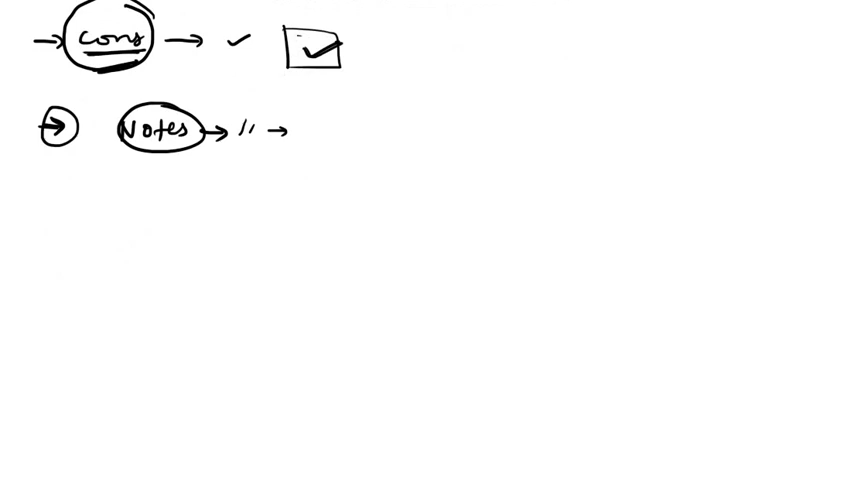 → cons → ✓ ✓
→ Notes → " →